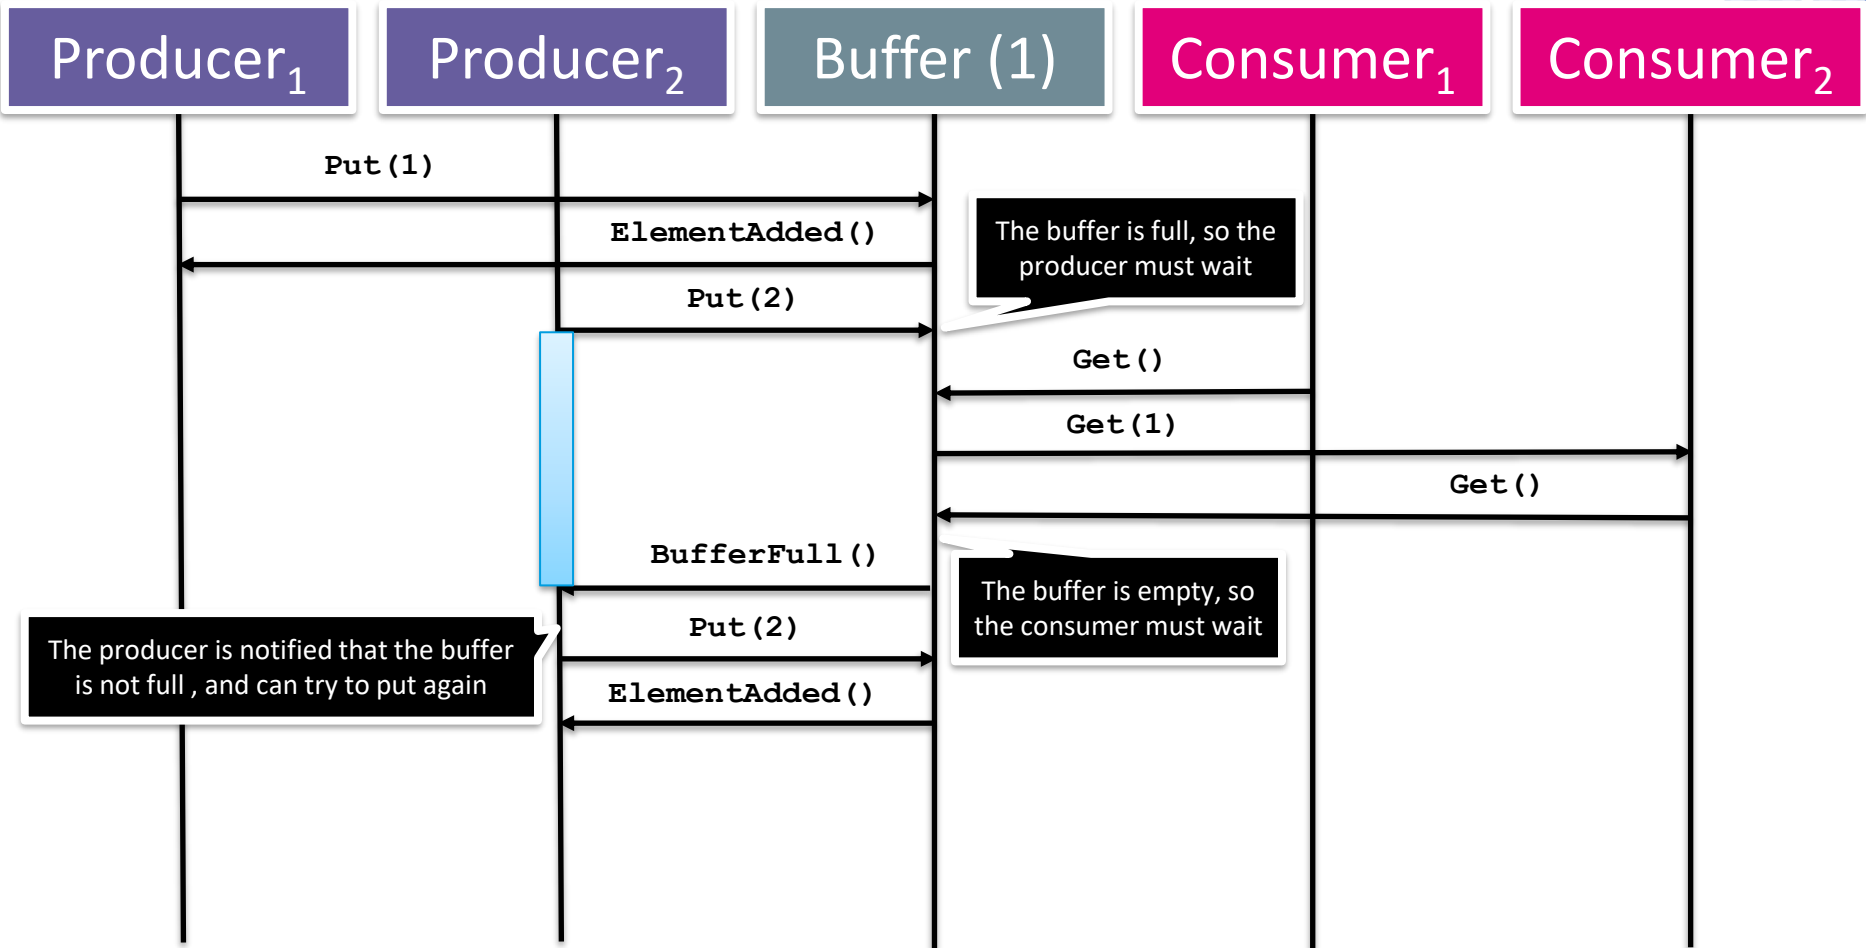 Producer1
Producer2
Buffer (1)
Consumer1
Consumer2
Put(1)
ElementAdded()
The buffer is full, so the
producer must wait
Put(2)
Get()
Get(1)
Get()
BufferFull()
The buffer is empty, so
the consumer must wait
Put(2)
The producer is notified that the buffer
is not full , and can try to put again
ElementAdded()